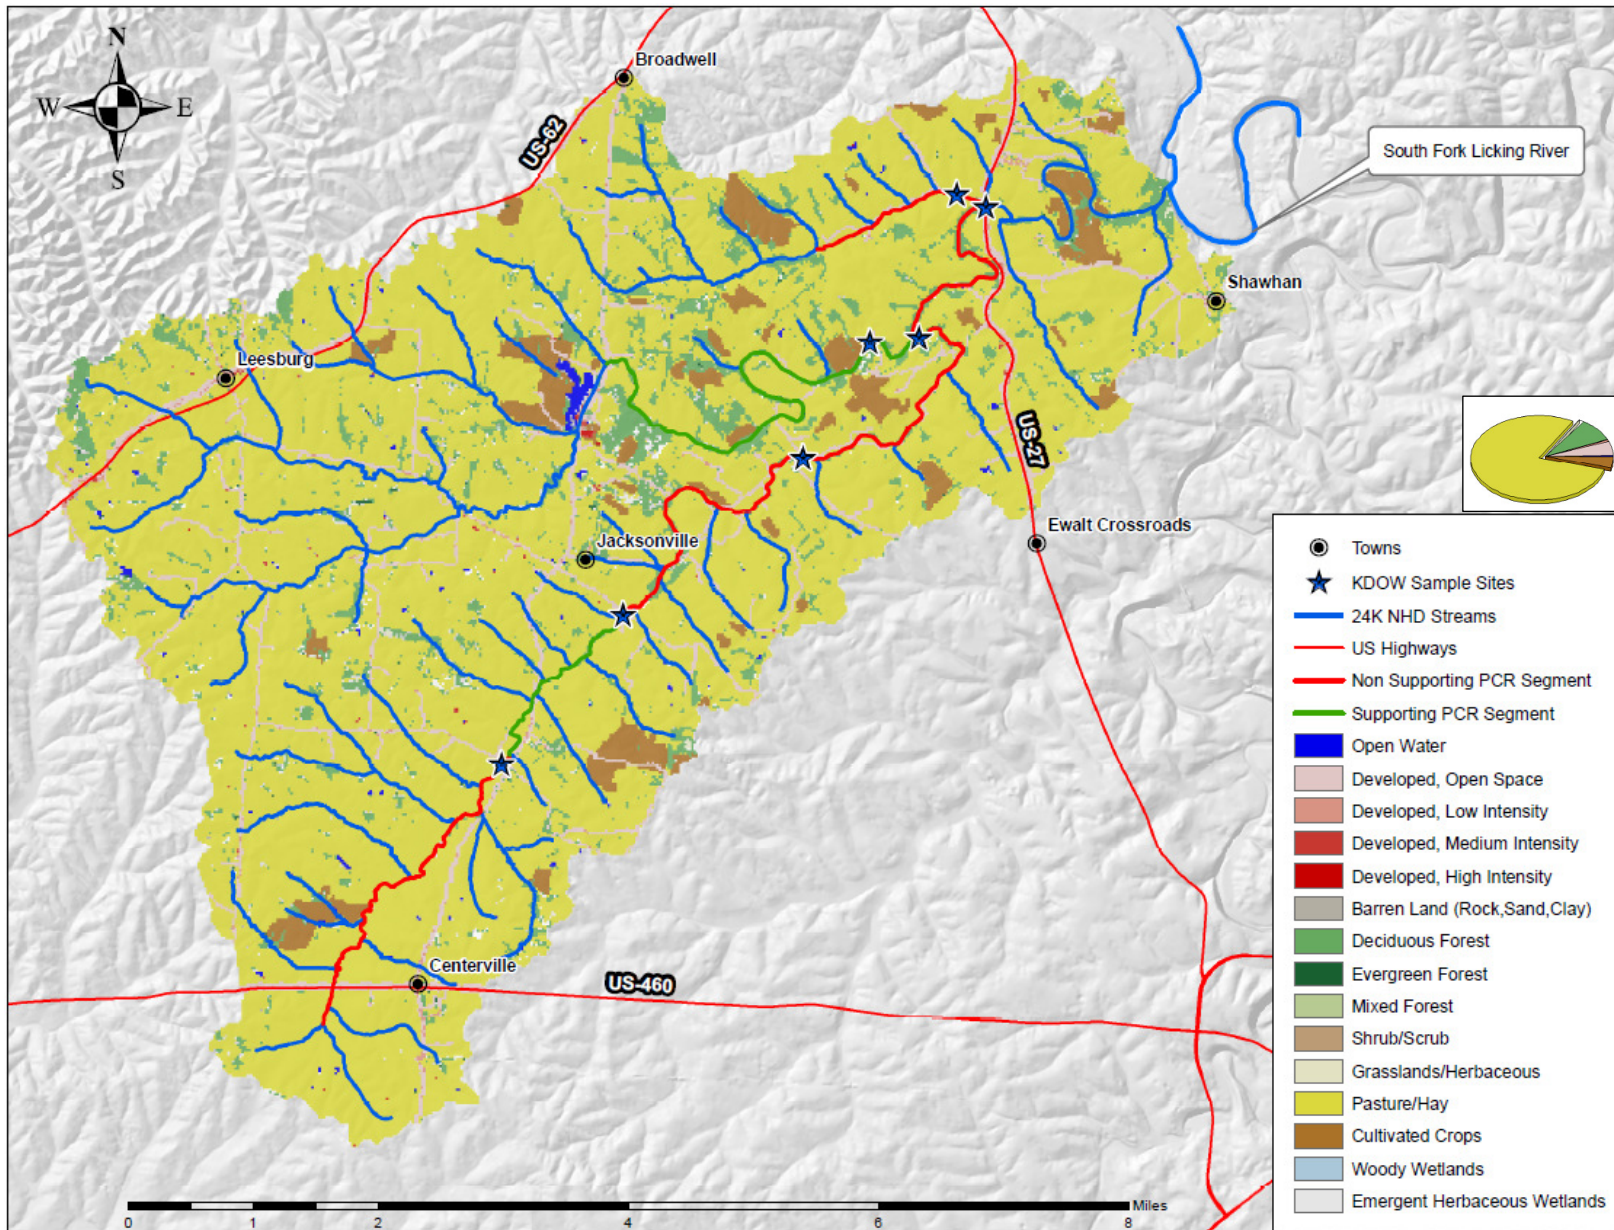 N
W
E
S
Broadwell
US-62
South Fork Licking River
Shawhan
Leesburg
US-27
Ewalt Crossroads
Jacksonville
Centerville
US-460
Towns
KDOW Sample Sites
24K NHD Streams
US Highways
Non Supporting PCR Segment
Supporting PCR Segment
Open Water
Developed, Open Space
Developed, Low Intensity
Developed, Medium Intensity
Developed, High Intensity
Barren Land (Rock,Sand,Clay)
Deciduous Forest
Evergreen Forest
Mixed Forest
Shrub/Scrub
Grasslands/Herbaceous
Pasture/Hay
Cultivated Crops
Woody Wetlands
Emergent Herbaceous Wetlands
Miles
0 1 2 4 6 8